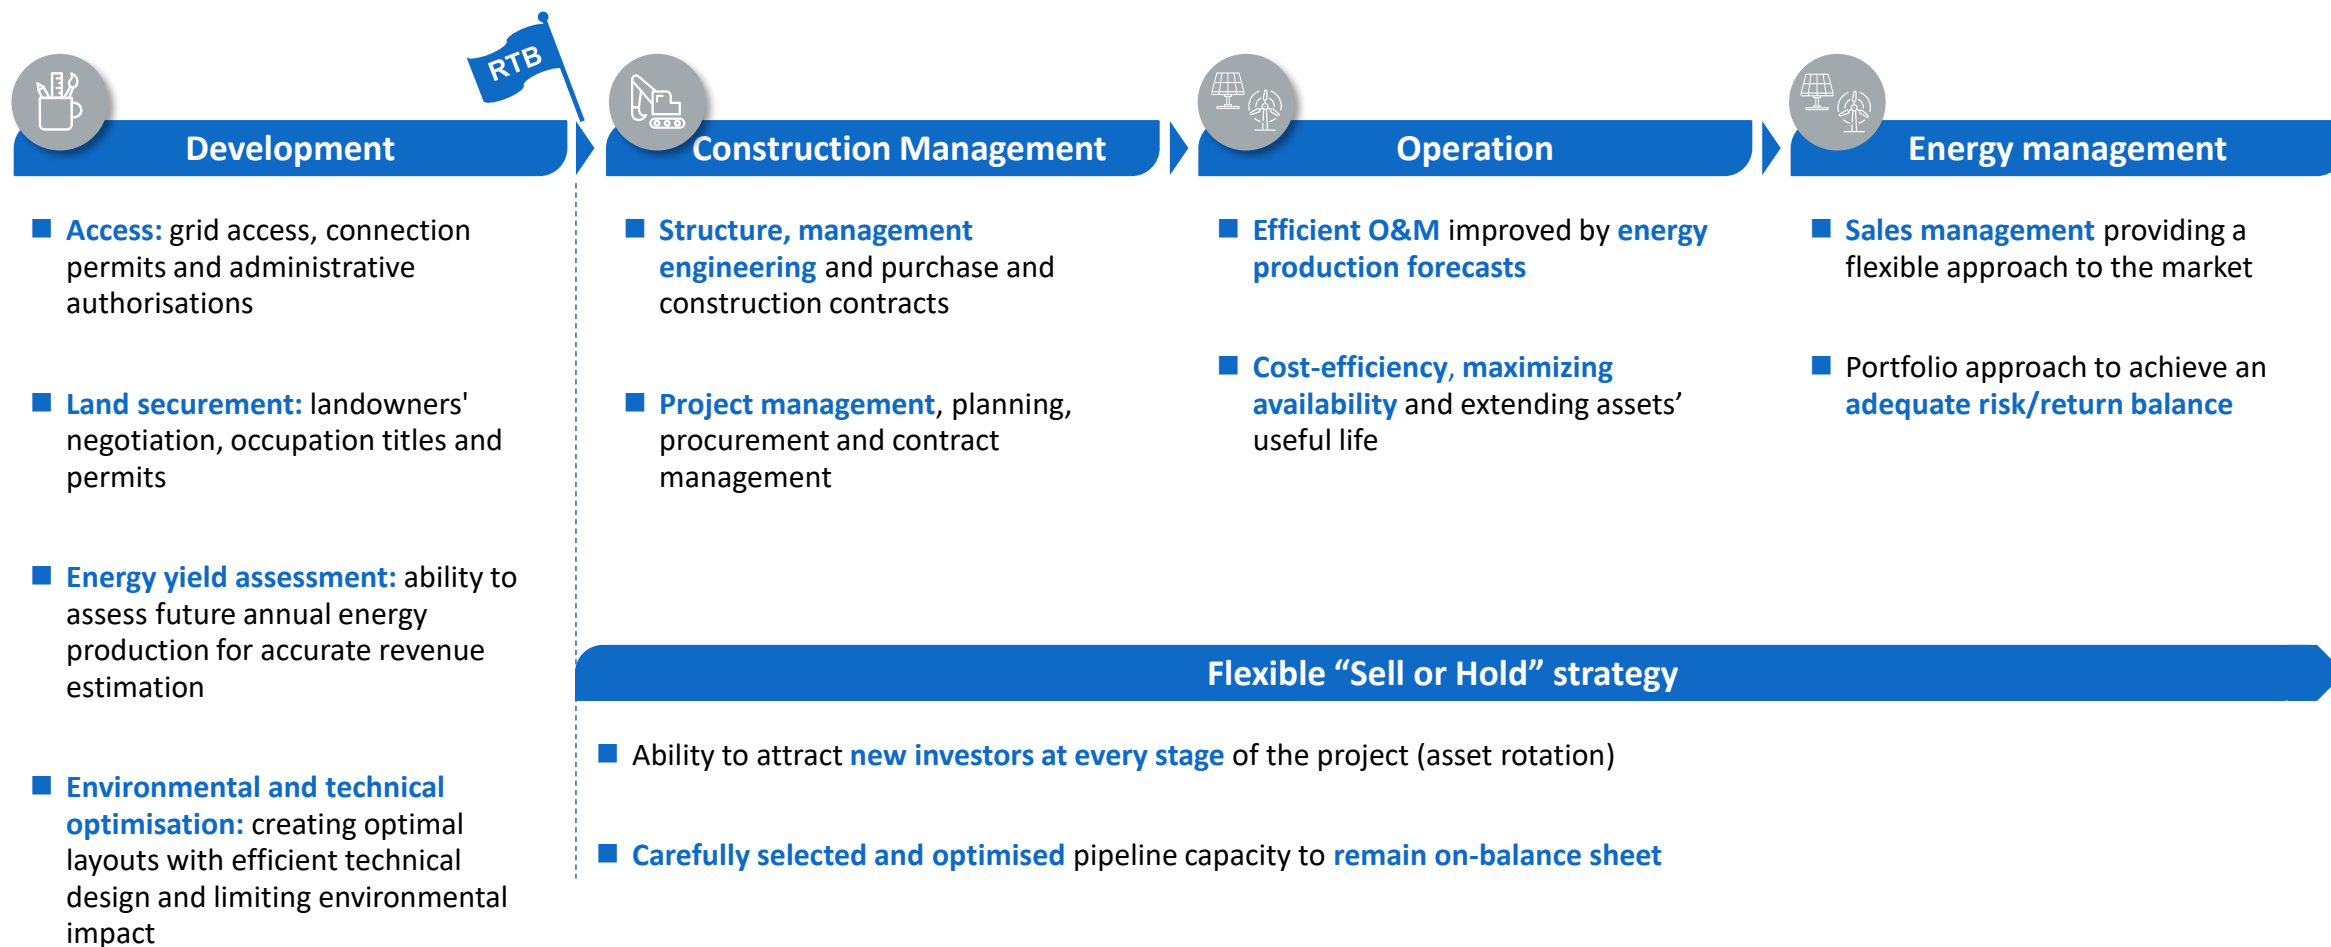 RTB
Development
Access: grid access, connection
permits and administrative
authorisations
Land securement: landowners'
negotiation, occupation titles and
permits
Energy yield assessment: ability to
assess future annual energy
production for accurate revenue
estimation
Environmental and technical
optimisation: creating optimal
layouts with efficient technical
design and limiting environmental
impact
Construction Management
Structure, management
engineering and purchase and
construction contracts
Project management, planning,
procurement and contract
management
Operation
Efficient O&M improved by energy
production forecasts
Cost-efficiency, maximizing
availability and extending assets’
useful life
Energy management
Sales management providing a
flexible approach to the market
Portfolio approach to achieve an
adequate risk/return balance
Flexible “Sell or Hold” strategy
Ability to attract new investors at every stage of the project (asset rotation)
Carefully selected and optimised pipeline capacity to remain on-balance sheet